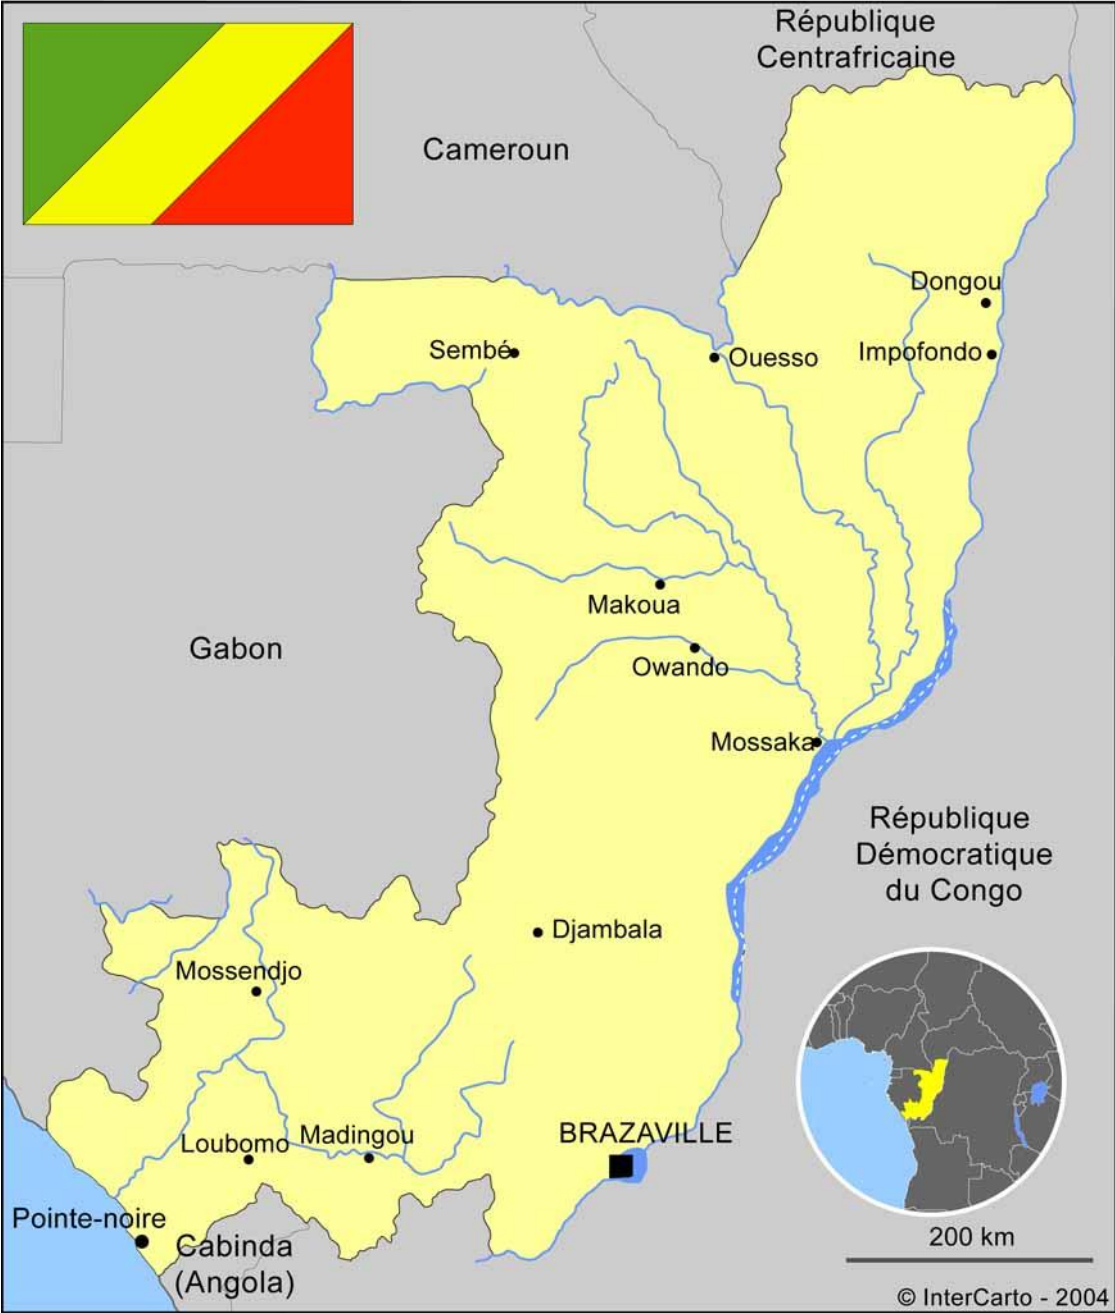 République
Centrafricaine
Cameroun
Dongou
Sembé
Ouesso
Impofondo
Makoua
Gabon
Owando
Mossaka
République
Démocratique
du Congo
Djambala
Mossendjo
BRAZAVILLE
Madingou
Loubomo
Pointe-noire
Cabinda
(Angola)
200 km
© InterCarto - 2004